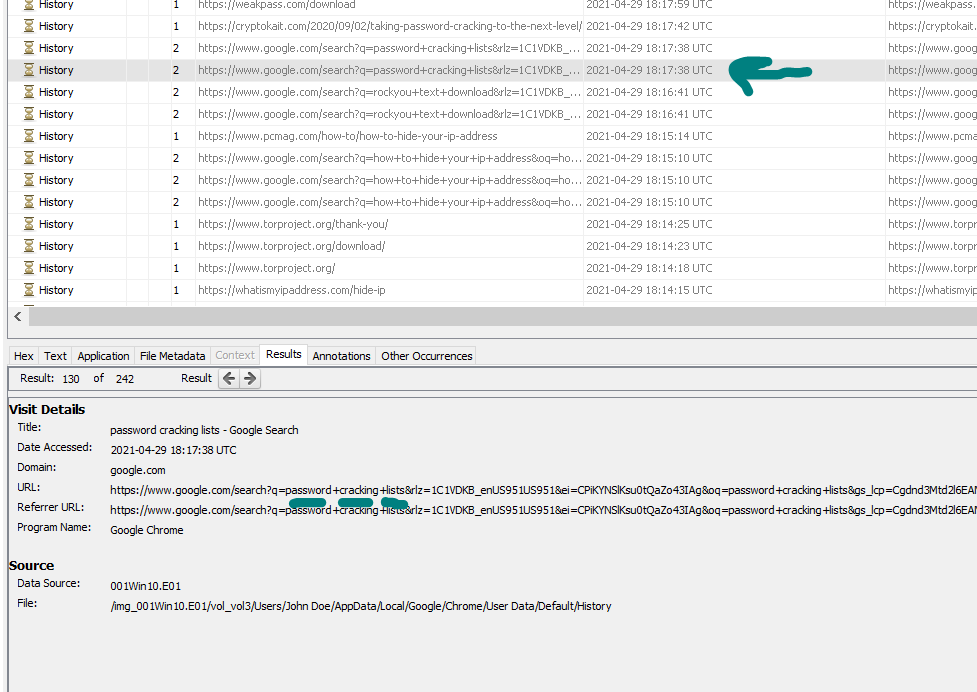 History 1 https://weakpass.com/download 2021-04-29 18:17:59 UTC https://weakpass.
History 1 https://cryptokait.com/2020/09/02/taking-password-cracking-to-the-next-level/ 2021-04-29 18:17:42 UTC https://cryptokait.
History 2 https://www.google.com/search?q=password+cracking+lists&rlz=1C1VDKB_... 2021-04-29 18:17:38 UTC https://www.goog
History 2 https://www.google.com/search?q=password+cracking+lists&rlz=1C1VDKB_... 2021-04-29 18:17:38 UTC https://www.goog
History 2 https://www.google.com/search?q=rockyou+text+download&rlz=1C1VDKB_... 2021-04-29 18:16:41 UTC https://www.goog
History 2 https://www.google.com/search?q=rockyou+text+download&rlz=1C1VDKB_... 2021-04-29 18:16:41 UTC https://www.goog
History 1 https://www.pcmag.com/how-to/how-to-hide-your-ip-address 2021-04-29 18:15:14 UTC https://www.pcma
History 2 https://www.google.com/search?q=how+to+hide+your+ip+address&oq=ho... 2021-04-29 18:15:10 UTC https://www.goog
History 2 https://www.google.com/search?q=how+to+hide+your+ip+address&oq=ho... 2021-04-29 18:15:10 UTC https://www.goog
History 2 https://www.google.com/search?q=how+to+hide+your+ip+address&oq=ho... 2021-04-29 18:15:10 UTC https://www.goog
History 1 https://www.torproject.org/thank-you/ 2021-04-29 18:14:25 UTC https://www.torpr
History 1 https://www.torproject.org/download/ 2021-04-29 18:14:23 UTC https://www.torpr
History 1 https://www.torproject.org/ 2021-04-29 18:14:18 UTC https://www.torpr
History 1 https://whatismyipaddress.com/hide-ip 2021-04-29 18:14:15 UTC https://whatismyip
Hex Text Application File Metadata Context Results Annotations Other Occurrences
Result: 130 of 242 Result
Visit Details
Title: password cracking lists - Google Search
Date Accessed: 2021-04-29 18:17:38 UTC
Domain: google.com
URL: https://www.google.com/search?q=password+cracking+lists&rlz=1C1VDKB_enUS951US951&ei=CPiKYNSlKsu0tQaZo43IAg&oq=password+cracking+lists&gs_lcp=Cgdnd3Mtd2l6EAM
Referrer URL: https://www.google.com/search?q=password+cracking+lists&rlz=1C1VDKB_enUS951US951&ei=CPiKYNSlKsu0tQaZo43IAg&oq=password+cracking+lists&gs_lcp=Cgdnd3Mtd2l6EAM
Program Name: Google Chrome
Source
Data Source: 001Win10.E01
File: /img_001Win10.E01/vol_vol3/Users/John Doe/AppData/Local/Google/Chrome/User Data/Default/History